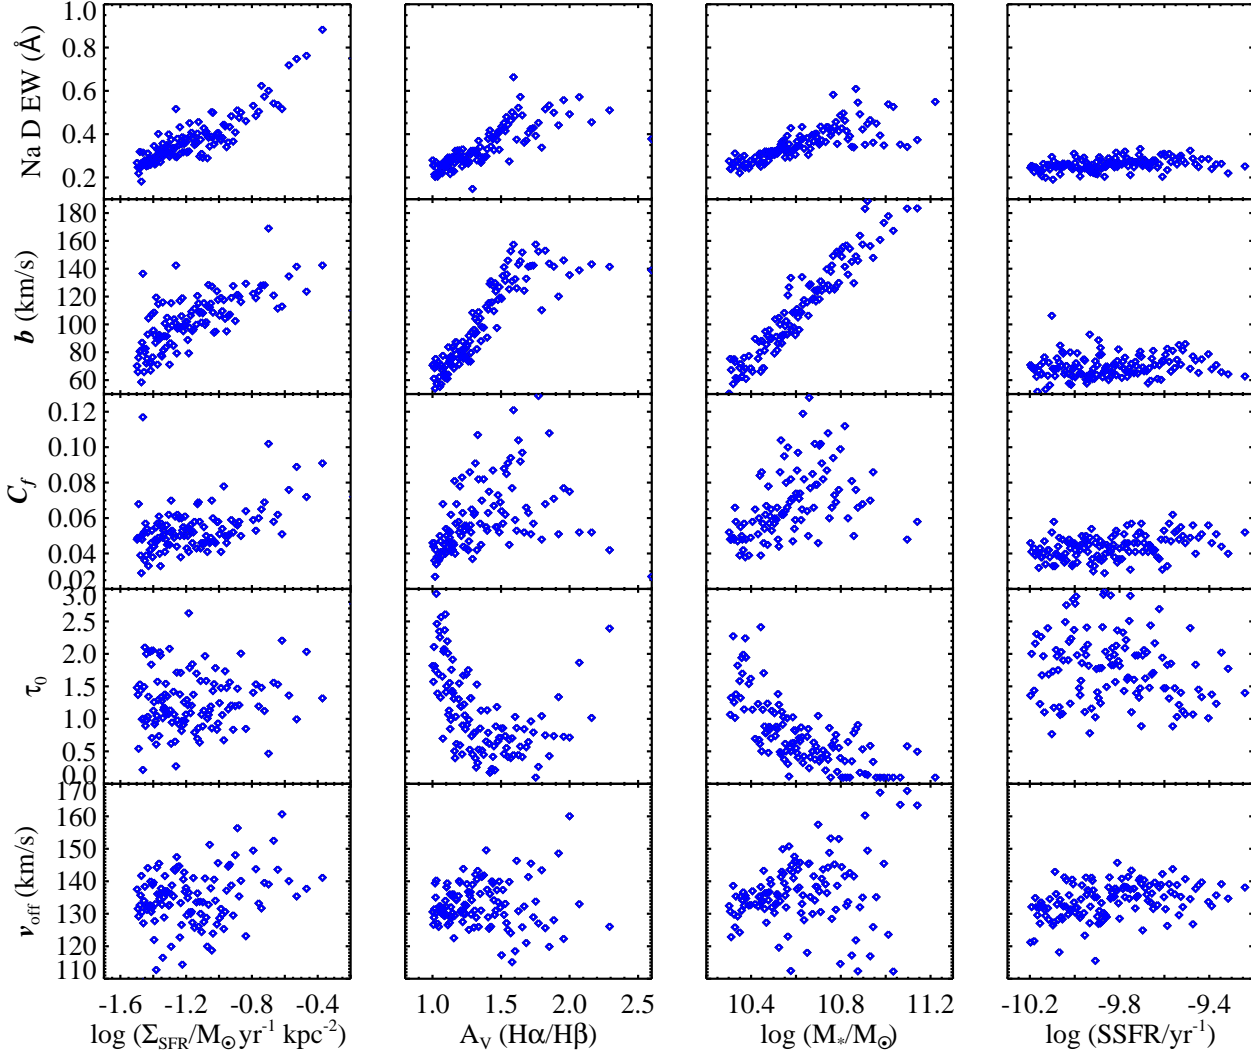 1.0
0.8
0.6
0.4
0.2
Na D EW (Å)
180
160
140
120
100
80
60
b (km/s)
0.12
0.10
0.08
0.06
0.04
0.02
C_f
3.0
2.5
2.0
1.5
1.0
0.5
0.0
τ_0
170
160
150
140
130
120
110
v_off (km/s)
-1.6 -1.2 -0.8 -0.4
1.0 1.5 2.0 2.5
10.4 10.8 11.2
-10.2 -9.8 -9.4
log (Σ_SFR/M_⊙ yr^-1 kpc^-2)
A_V (Hα/Hβ)
log (M_*/M_⊙)
log (SSFR/yr^-1)